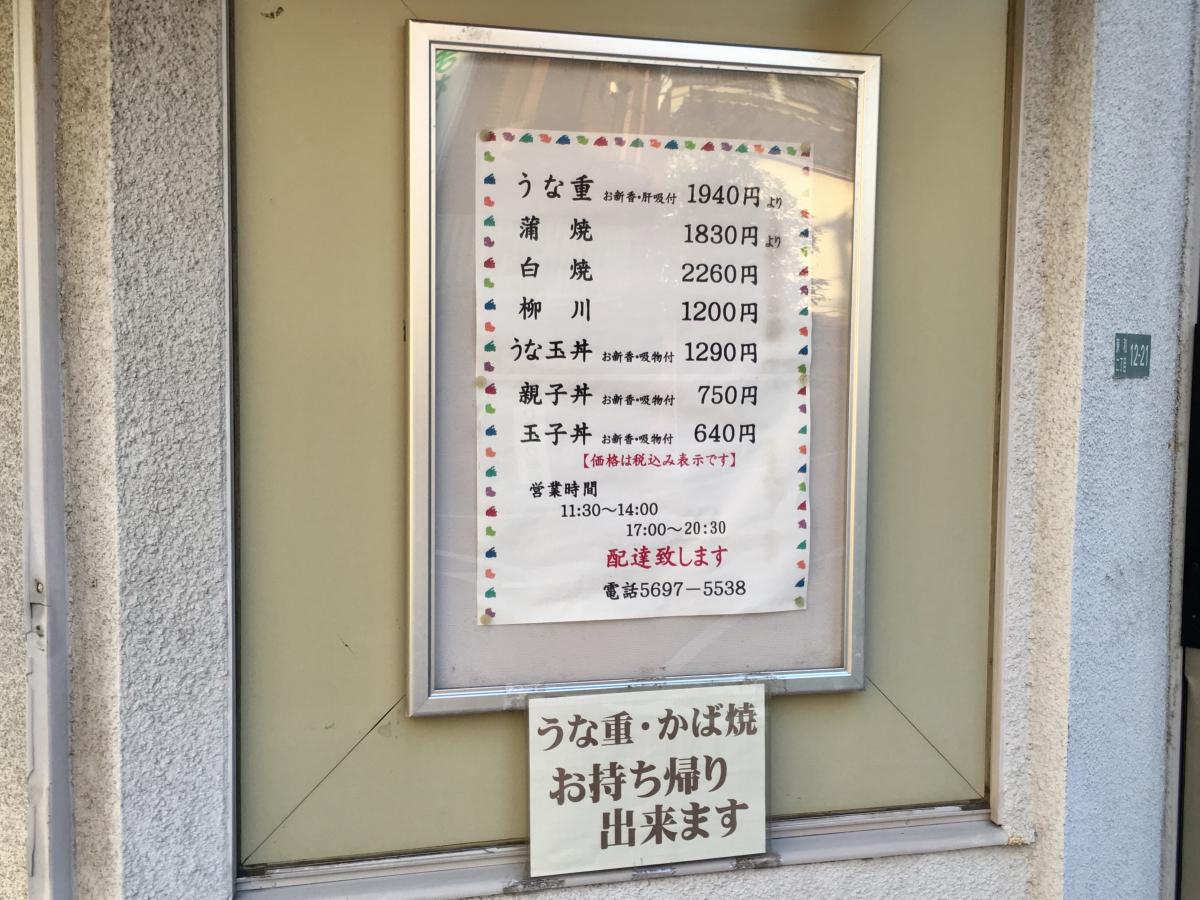 うな重 お新香・肝吸付 1940円より
蒲焼 1830円より
白焼 2260円
柳川 1200円
うな玉丼 お新香・吸物付 1290円
親子丼 お新香・吸物付 750円
玉子丼 お新香・吸物付 640円
【価格は税込み表示です】
営業時間
11:30〜14:00
17:00〜20:30
配達致します
電話5697－5538
うな重・かば焼
お持ち帰り
出来ます
二丁目
12-21